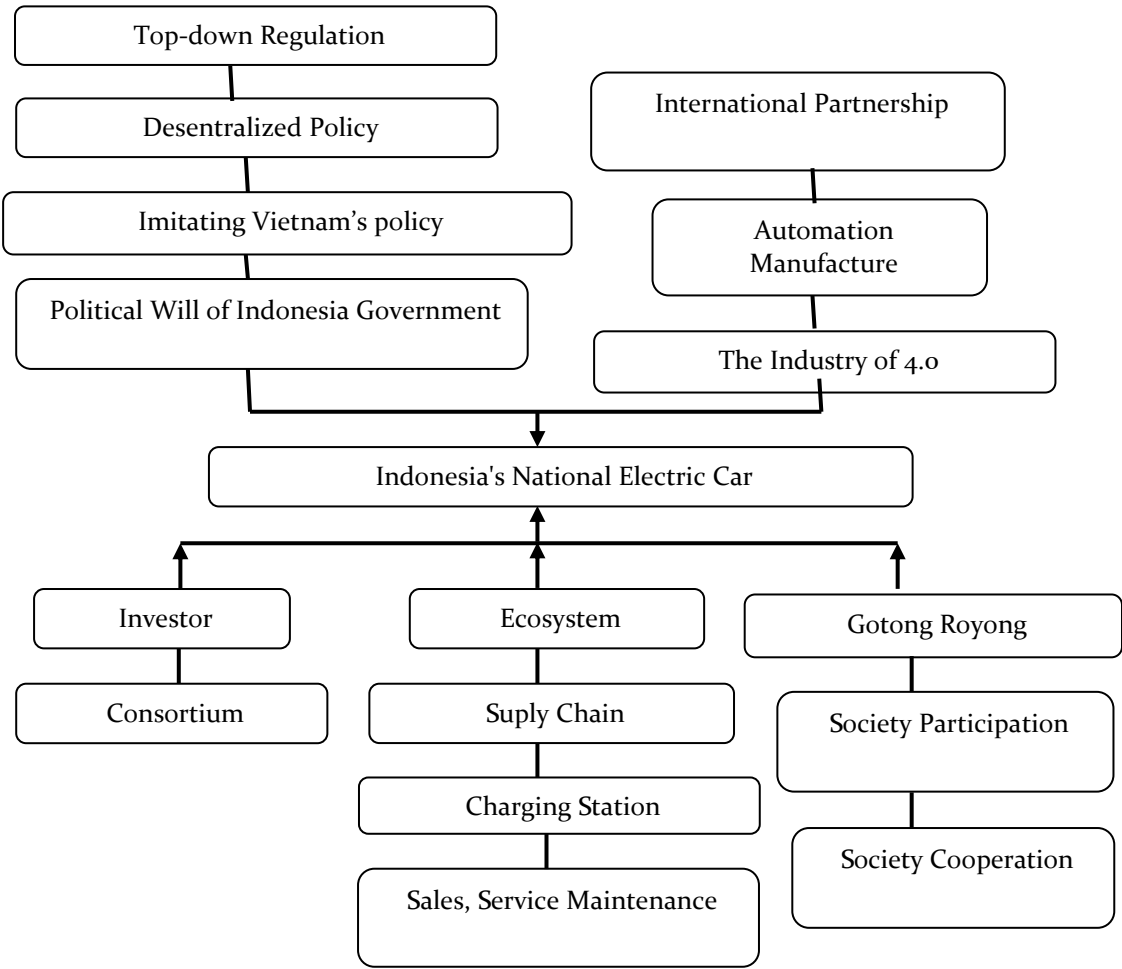 Top-down Regulation
Desentralized Policy
Imitating Vietnam’s policy
Political Will of Indonesia Government
International Partnership
Automation
Manufacture
The Industry of 4.0
Indonesia's National Electric Car
Investor
Consortium
Ecosystem
Suply Chain
Charging Station
Sales, Service Maintenance
Gotong Royong
Society Participation
Society Cooperation